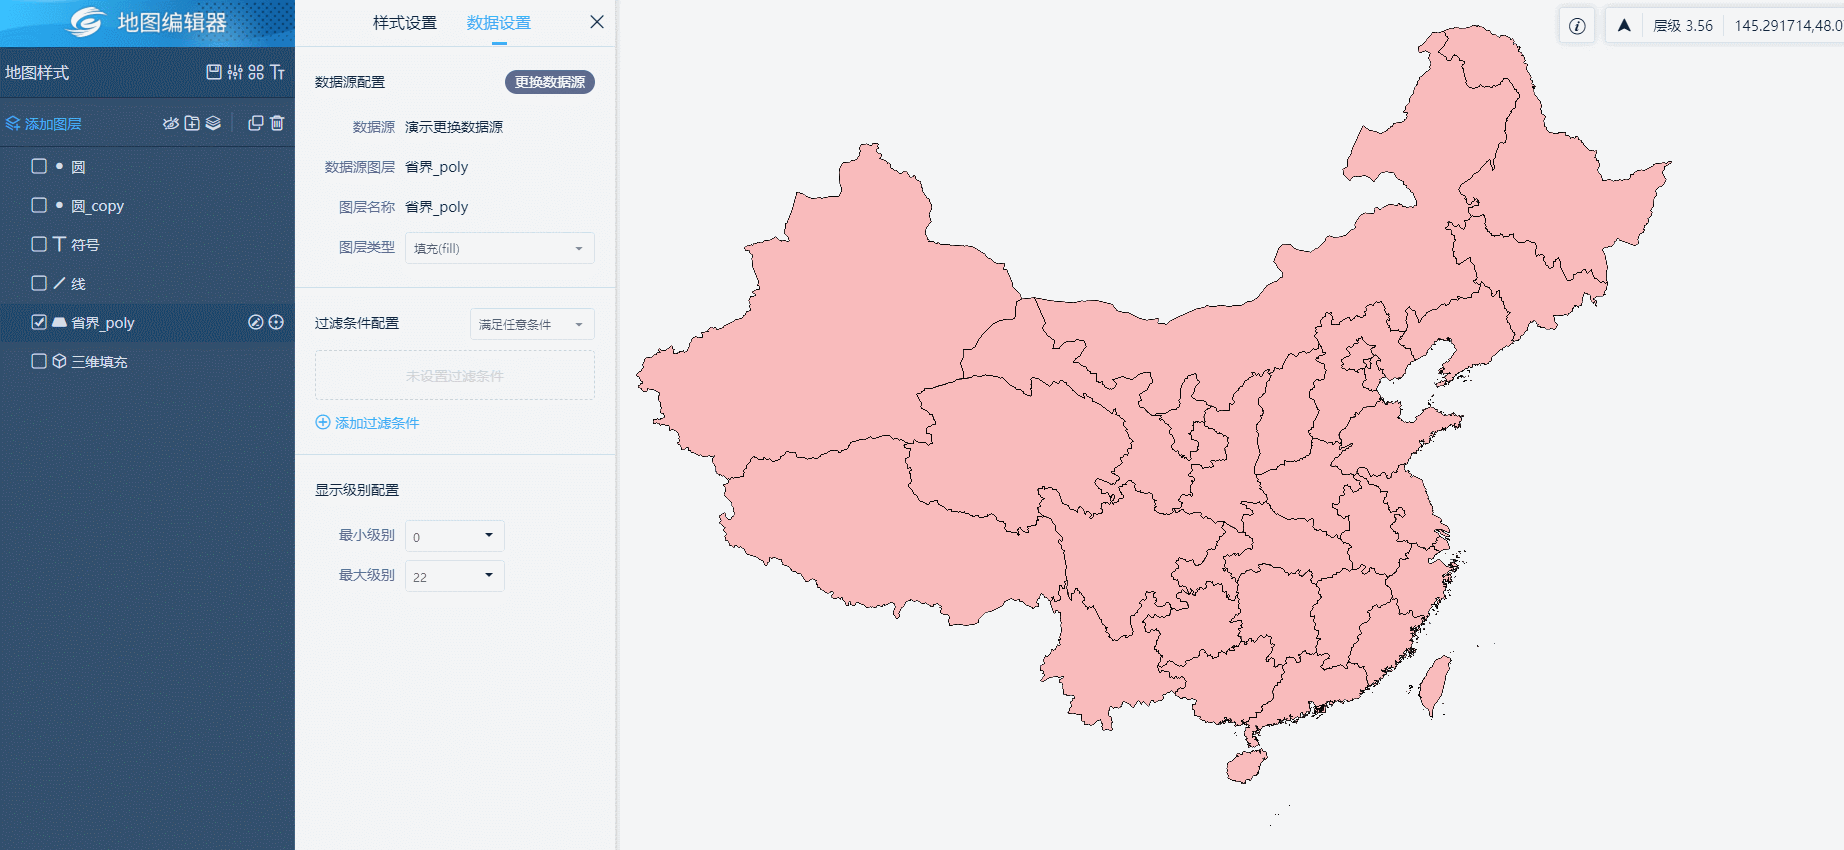 地图编辑器
地图样式
添加图层
圆
圆_copy
符号
线
省界_poly
三维填充
样式设置 数据设置
数据源配置 更换数据源
数据源 演示更换数据源
数据源图层 省界_poly
图层名称 省界_poly
图层类型 填充(fill)
过滤条件配置 满足任意条件
未设置过滤条件
添加过滤条件
显示级别配置
最小级别 0
最大级别 22
层级 3.56 145.291714,48.0